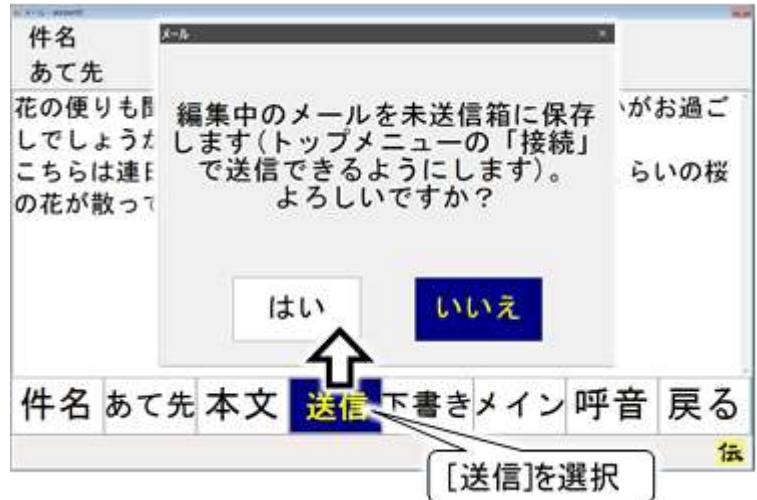 件名
メール
あて先
花の便りも
がお過ご
しでしょうか
こちらは連日
らいの桜
の花が散って
編集中のメールを未送信箱に保存
します(トップメニューの「接続」
で送信できるようにします)。
よろしいですか？
はい
いいえ
件名 あて先 本文 送信 下書き メイン 呼音 戻る
伝
[送信]を選択